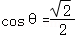 cos θ = √2/2